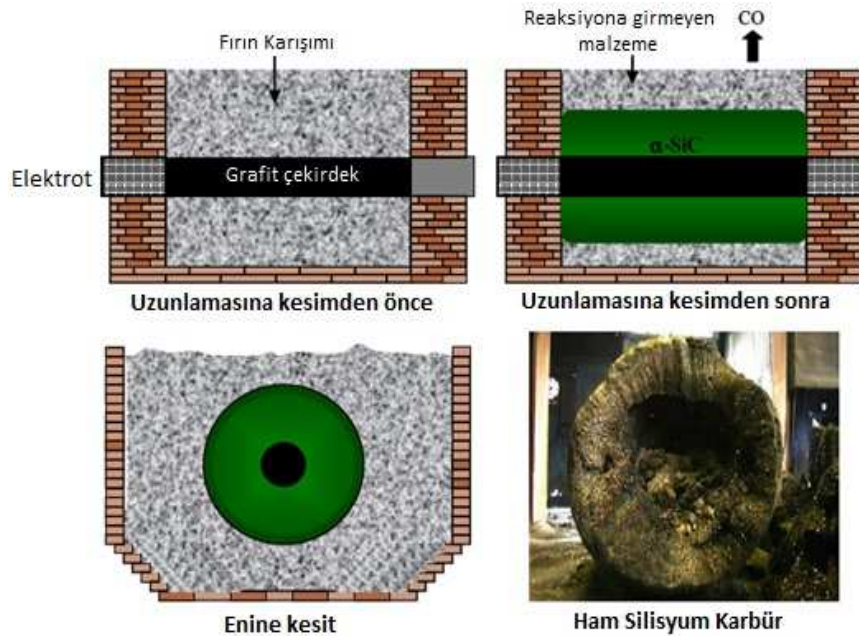 Fırın Karışımı
Reaksiyona girmeyen
malzeme
CO
Elektrot
Grafit çekirdek
α-SiC
Uzunlamasına kesimden önce
Uzunlamasına kesimden sonra
Enine kesit
Ham Silisyum Karbür